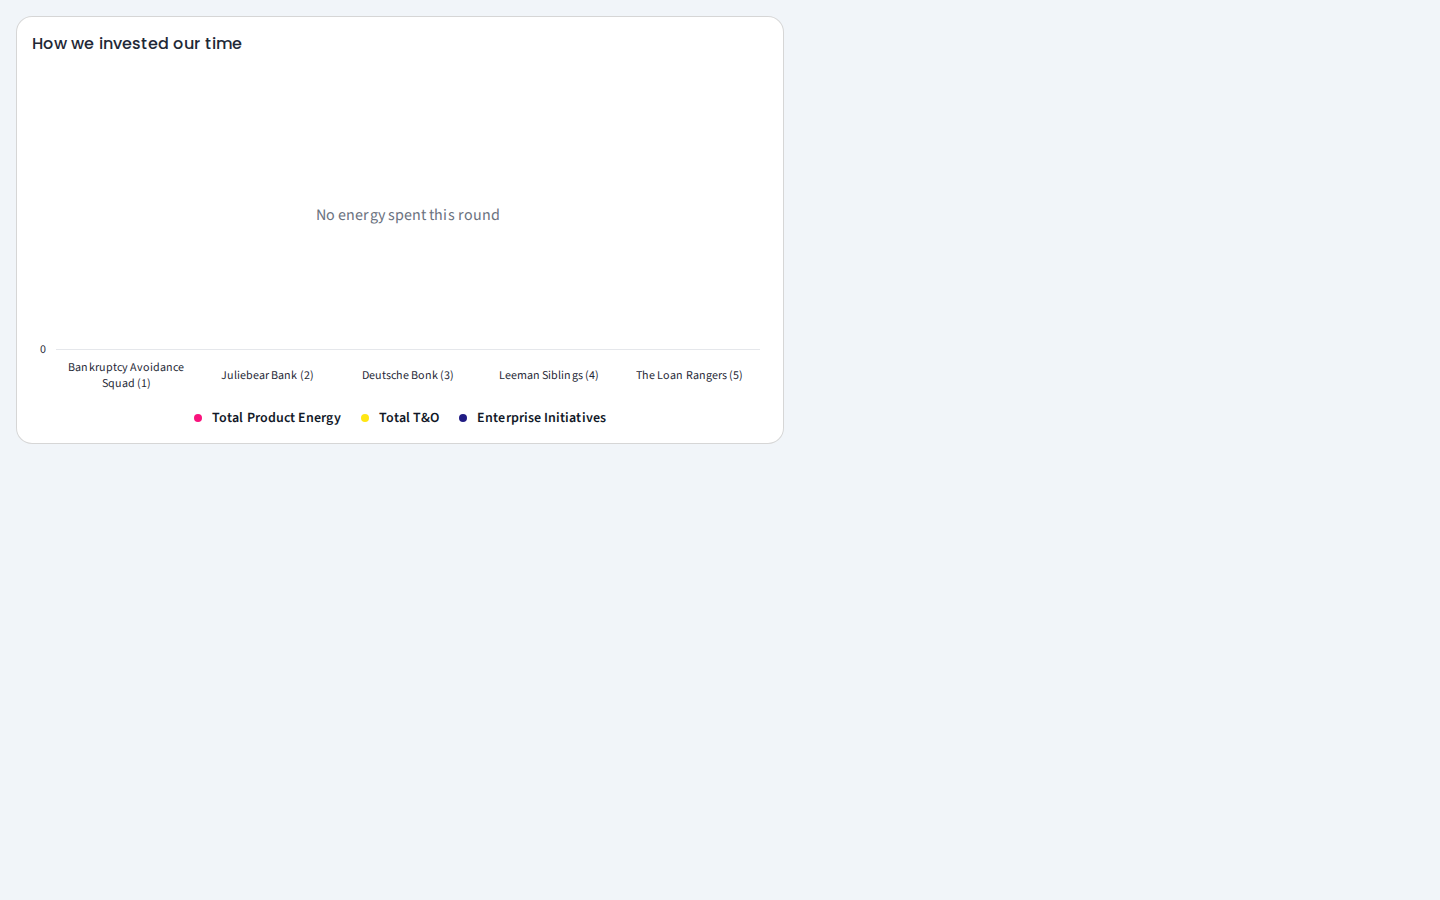 How we invested our time
No energy spent this round
0
Bankruptcy Avoidance
Squad (1)
Juliebear Bank (2)
Deutsche Bonk (3)
Leeman Siblings (4)
The Loan Rangers (5)
Total Product Energy
Total T&O
Enterprise Initiatives